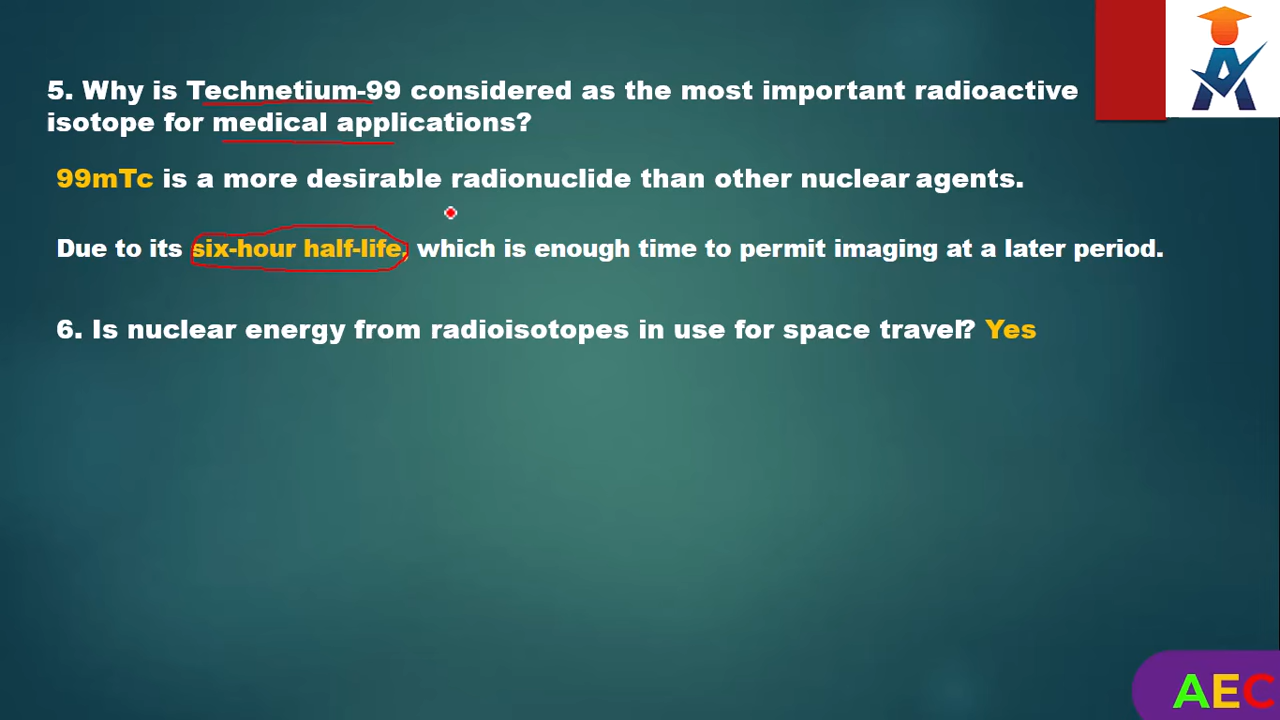 5. Why is Technetium-99 considered as the most important radioactive
isotope for medical applications?
99mTc is a more desirable radionuclide than other nuclear agents.
Due to its six-hour half-life, which is enough time to permit imaging at a later period.
6. Is nuclear energy from radioisotopes in use for space travel? Yes
AEC